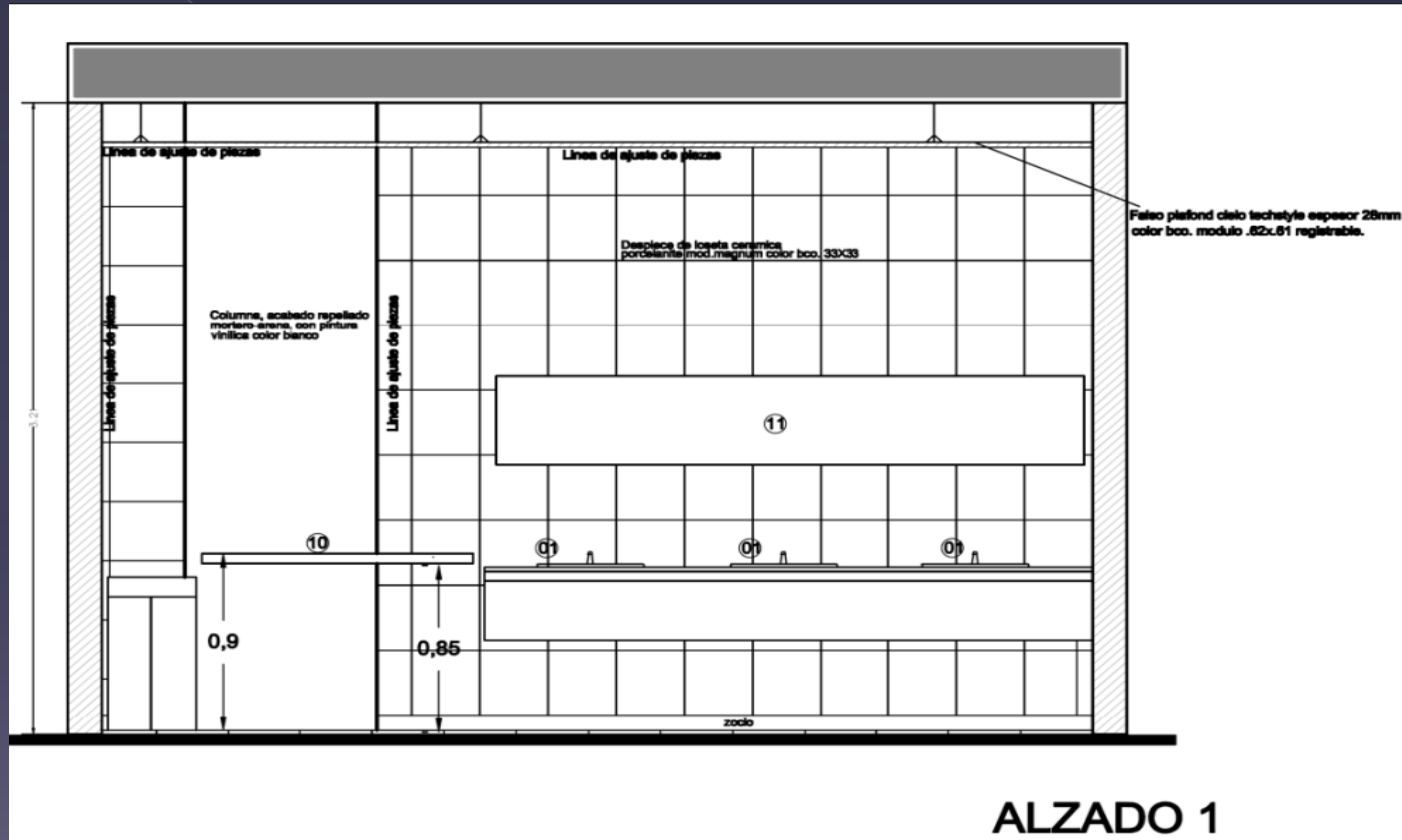 Linea de ajuste de piezas
Linea de ajuste de piezas
Falso plafond cielo techstyle espesor 28mm
color bco. modulo .62x.61 registrable.
Despiece de loseta ceramica
porcelanite mod.magnum color bco. 33X33
Linea de ajuste de piezas
Columna, acabado repellado
mortero-arena, con pintura
vinilica color blanco
Linea de ajuste de piezas
3.21
11
10
01
01
01
0,9
0,85
zoclo
ALZADO 1